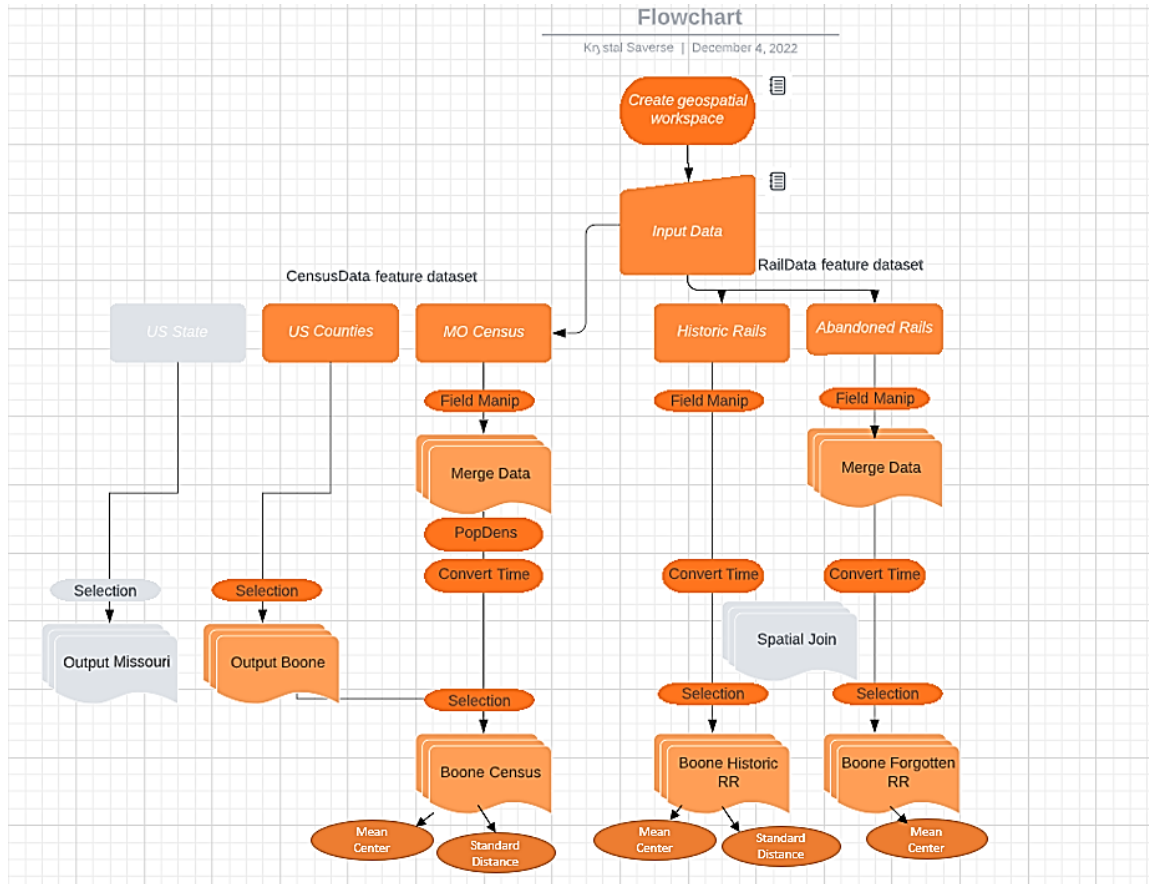 Flowchart
Krystal Saverse | December 4, 2022
Create geospatial
workspace
Input Data
CensusData feature dataset
RailData feature dataset
US State
US Counties
MO Census
Historic Rails
Abandoned Rails
Field Manip
Field Manip
Field Manip
Merge Data
Merge Data
PopDens
Convert Time
Convert Time
Convert Time
Selection
Selection
Spatial Join
Output Missouri
Output Boone
Selection
Selection
Selection
Boone Census
Boone Historic
RR
Boone Forgotten
RR
Mean
Center
Standard
Distance
Mean
Center
Standard
Distance
Mean
Center